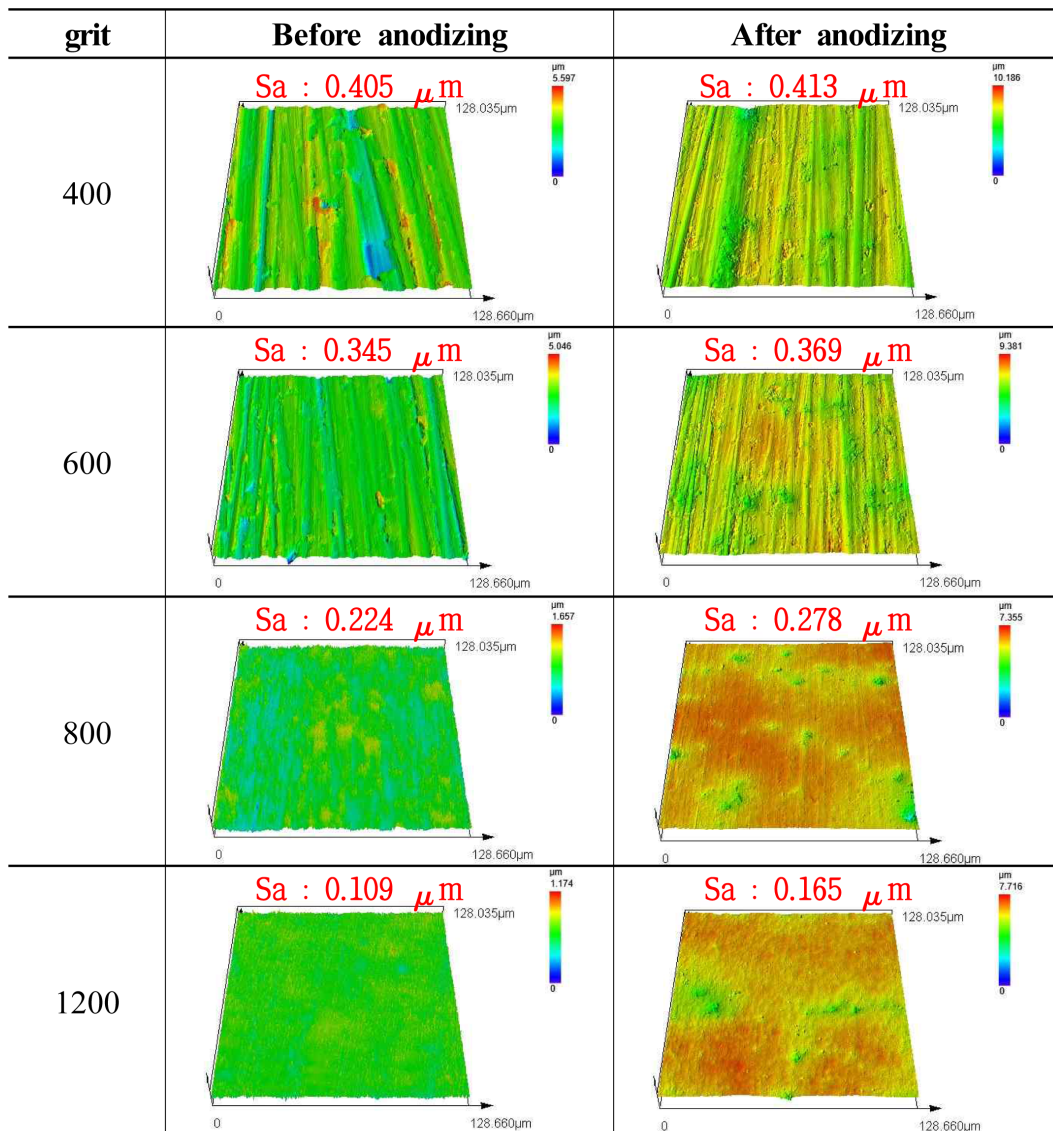 grit Before anodizing After anodizing
400
Sa : 0.405 μm
128.035μm
0
128.660μm
μm
5.597
0
Sa : 0.413 μm
128.035μm
0
128.660μm
μm
10.186
0
600
Sa : 0.345 μm
128.035μm
0
128.660μm
μm
5.046
0
Sa : 0.369 μm
128.035μm
0
128.660μm
μm
9.381
0
800
Sa : 0.224 μm
128.035μm
0
128.660μm
μm
1.657
0
Sa : 0.278 μm
128.035μm
0
128.660μm
μm
7.355
0
1200
Sa : 0.109 μm
128.035μm
0
128.660μm
μm
1.174
0
Sa : 0.165 μm
128.035μm
0
128.660μm
μm
7.716
0